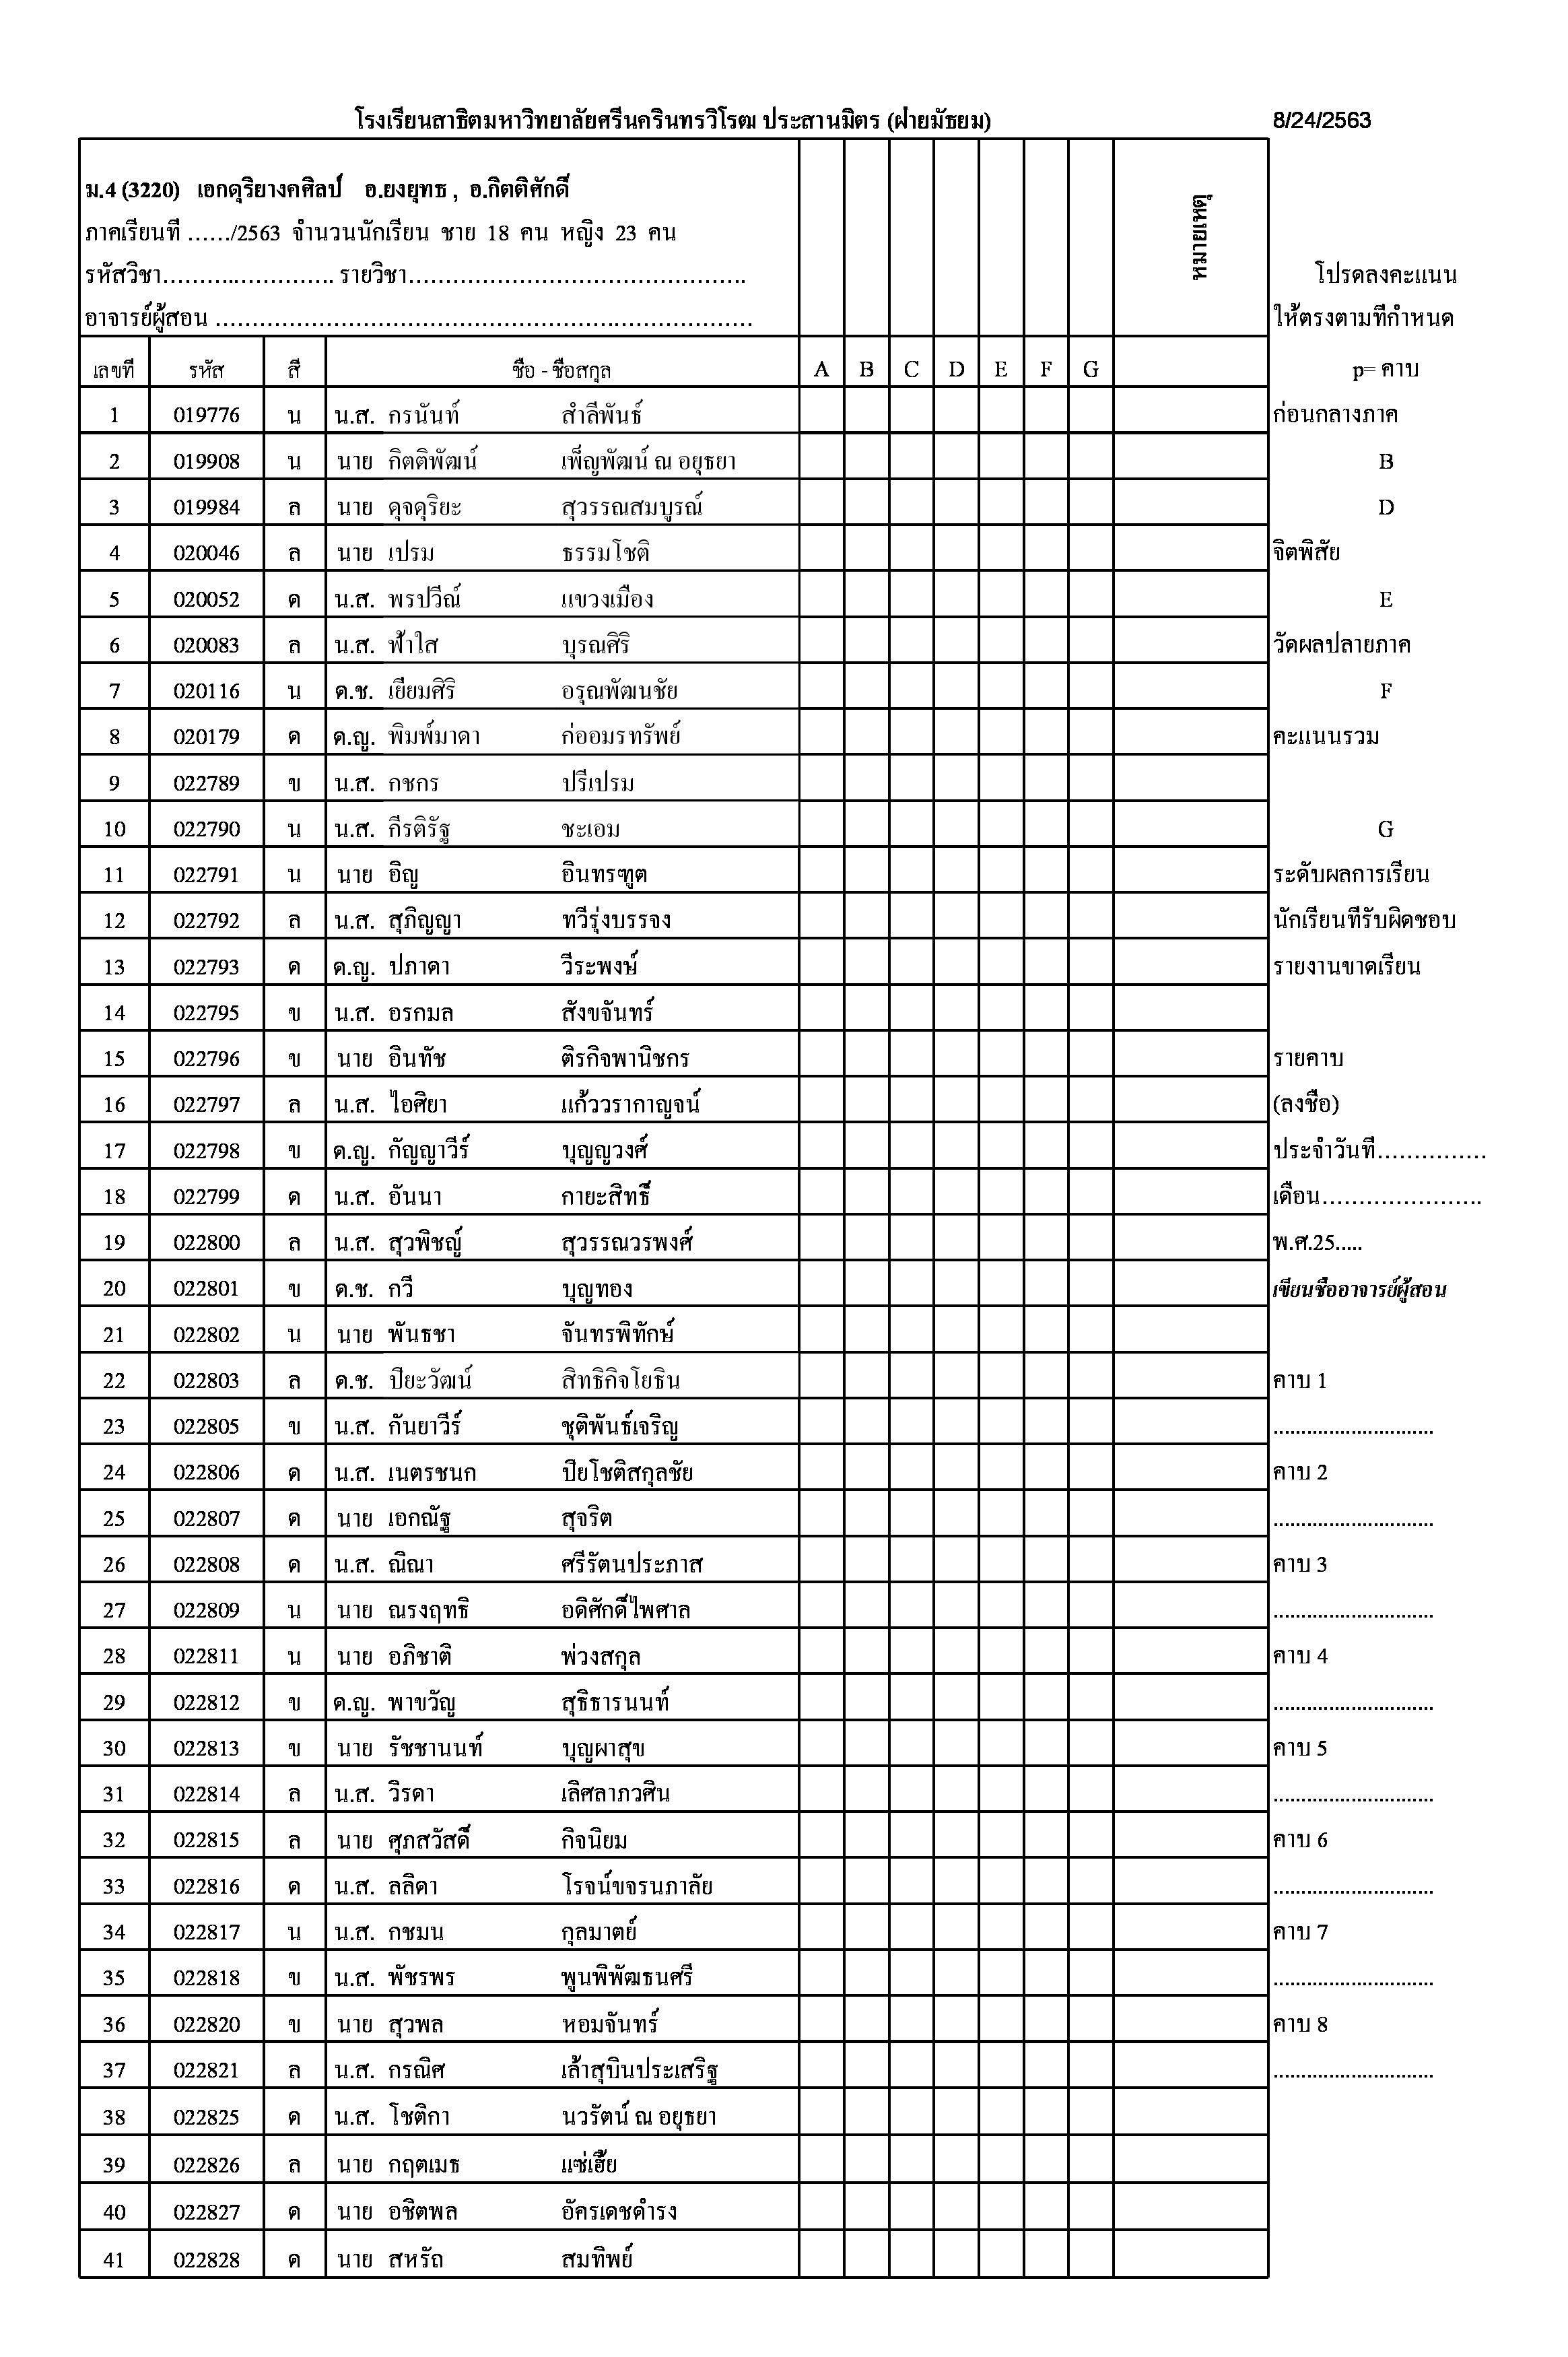 โรงเรียนสาธิตมหาวิทยาลัยศรีนครินทรวิโรฒ ประสานมิตร (ฝ่ายมัธยม) 8/24/2563
ม.4 (3220) เอกดุริยางคศิลป์ อ.ยงยุทธ , อ.กิตติศักดิ์
ภาคเรียนที่ ....../2563 จำนวนนักเรียน ชาย 18 คน หญิง 23 คน
หมายเหตุ
รหัสวิชา........................ รายวิชา............................................... โปรดลงคะแนน
อาจารย์ผู้สอน .......................................................................... ให้ตรงตามที่กำหนด
เลขที่ รหัส สี ชื่อ - ชื่อสกุล A B C D E F G p= คาบ
1 019776 น น.ส. กรนันท์ สำลีพันธ์ ก่อนกลางภาค
2 019908 น นาย กิตติพัฒน์ เพ็ญพัฒน์ ณ อยุธยา B
3 019984 ล นาย ดุจดุริยะ สุวรรณสมบูรณ์ D
4 020046 ล นาย เปรม ธรรมโชติ จิตพิสัย
5 020052 ค น.ส. พรปวีณ์ แขวงเมือง E
6 020083 ล น.ส. ฟ้าใส บุรณศิริ วัดผลปลายภาค
7 020116 น ด.ช. เยี่ยมศิริ อรุณพัฒนชัย F
8 020179 ค ด.ญ. พิมพ์มาดา ก่ออมรทรัพย์ คะแนนรวม
9 022789 ข น.ส. กชกร ปรีเปรม
10 022790 น น.ส. กีรติรัฐ ชะเอม G
11 022791 น นาย อิญ อินทรฑูต ระดับผลการเรียน
12 022792 ล น.ส. สุภิญญา ทวีรุ่งบรรจง นักเรียนที่รับผิดชอบ
13 022793 ค ด.ญ. ปภาดา วีระพงษ์ รายงานขาดเรียน
14 022795 ข น.ส. อรกมล สังขจันทร์
15 022796 ข นาย อินทัช ติรกิจพานิชกร รายคาบ
16 022797 ล น.ส. ไอศิยา แก้ววรากาญจน์ (ลงชื่อ)
17 022798 ข ด.ญ. กัญญาวีร์ บุญญวงศ์ ประจำวันที่...............
18 022799 ค น.ส. อันนา กายะสิทธิ์ เดือน......................
19 022800 ล น.ส. สุวพิชญ์ สุวรรณวรพงศ์ พ.ศ.25.....
20 022801 ข ด.ช. กวี บุญทอง เขียนชื่ออาจารย์ผู้สอน
21 022802 น นาย พันธชา จันทรพิทักษ์
22 022803 ล ด.ช. ปิยะวัฒน์ สิทธิกิจโยธิน คาบ 1
23 022805 ข น.ส. กันยาวีร์ ชุติพันธ์เจริญ .............................
24 022806 ค น.ส. เนตรชนก ปิยโชติสกุลชัย คาบ 2
25 022807 ค นาย เอกณัฐ สุจริต .............................
26 022808 ค น.ส. ณิณา ศรีรัตนประภาส คาบ 3
27 022809 น นาย ณรงฤทธิ อดิศักดิ์ไพศาล .............................
28 022811 น นาย อภิชาติ พ่วงสกุล คาบ 4
29 022812 ข ด.ญ. พาขวัญ สุธิธารนนท์ .............................
30 022813 ข นาย รัชชานนท์ บุญผาสุข คาบ 5
31 022814 ล น.ส. วิรดา เลิศลาภวศิน .............................
32 022815 ล นาย ศุภสวัสดิ์ กิจนิยม คาบ 6
33 022816 ค น.ส. ลลิดา โรจน์ขจรนภาลัย .............................
34 022817 น น.ส. กชมน กุลมาตย์ คาบ 7
35 022818 ข น.ส. พัชรพร พูนพิพัฒธนศรี .............................
36 022820 ข นาย สุวพล หอมจันทร์ คาบ 8
37 022821 ล น.ส. กรณิศ เล้าสุบินประเสริฐ .............................
38 022825 ค น.ส. โชติกา นวรัตน์ ณ อยุธยา
39 022826 ล นาย กฤตเมธ แซ่เฮี้ย
40 022827 ค นาย อชิตพล อัครเดชดำรง
41 022828 ค นาย สหรัถ สมทิพย์